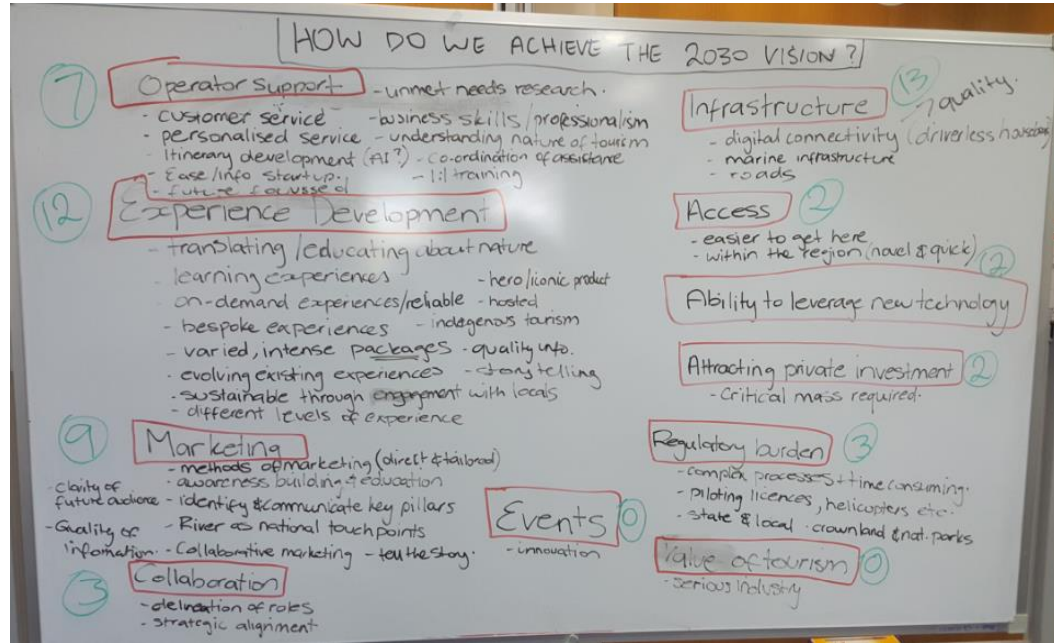 HOW DO WE ACHIEVE THE 2030 VISION?
7
Operator Support
- unmet needs research.
- customer service
- business skills/professionalism
- personalised service
- understanding nature of tourism
- Itinerary development (AI?)
- Co-ordination of assistance
- Ease/info startup.
- 1:1 training
- future focussed
12
Experience Development
- translating/educating about nature
learning experiences
- hero/iconic product
on-demand experiences/reliable
- hosted
- bespoke experiences
- indegenous tourism
- varied, intense packages
- quality info.
- evolving existing experiences
- storytelling
- sustainable through engagement with locals
- different levels of experience
9
Marketing
- methods of marketing (direct & tailored)
- awareness building & education
- identify & communicate key pillars
- River as national touchpoints
- Collaborative marketing
- tell the story.
- clarity of
future audience
- Quality of
information.
3
Collaboration
- delineation of roles
- strategic alignment
Events
0
- innovation
Infrastructure
13
→ quality.
- digital connectivity (driverless
- marine infrastructure
- roads
Access
2
- easier to get here
- within the region (novel & quick)
2
Ability to leverage new technology
Attracting private investment
2
- Critical mass required.
Regulatory burden
3
- complex processes + time consuming.
- piloting licences, helicopters etc.
- state & local - crownland & nat. parks
Value of tourism
0
- serious industry